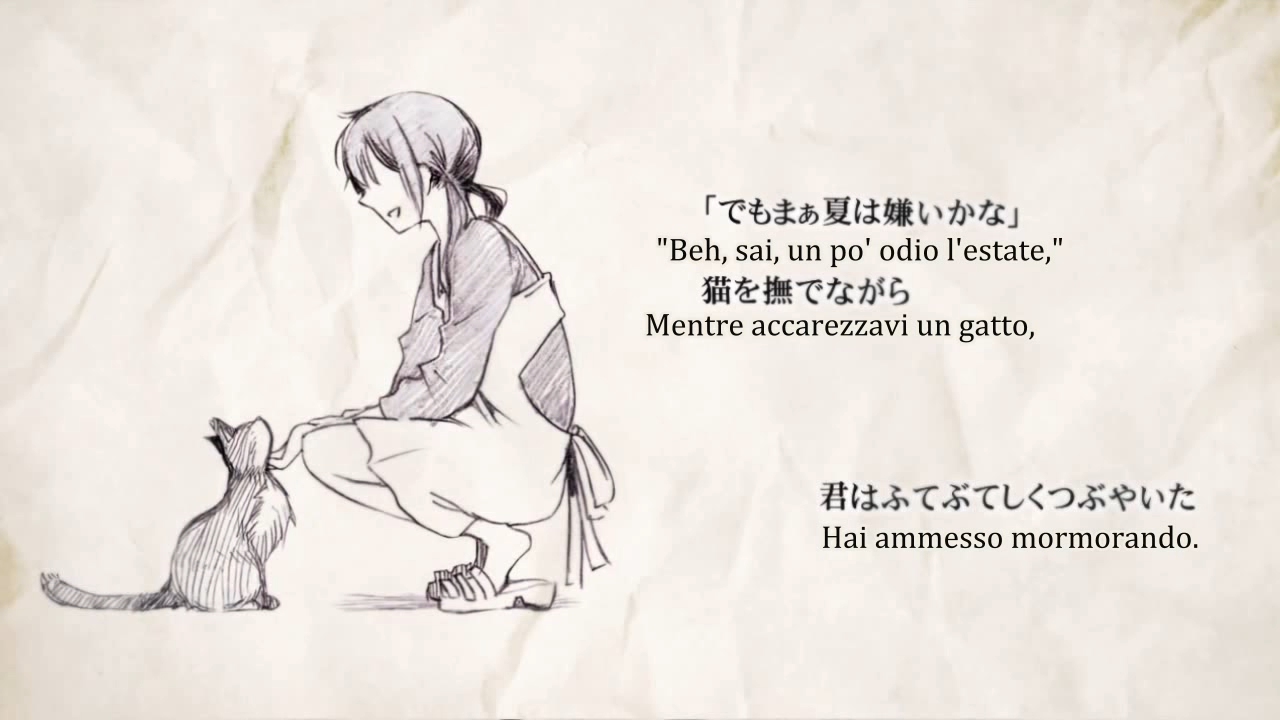 「でもまぁ夏は嫌いかな」
"Beh, sai, un po' odio l'estate,"
猫を撫でながら
Mentre accarezzavi un gatto,
君はふてぶてしくつぶやいた
Hai ammesso mormorando.